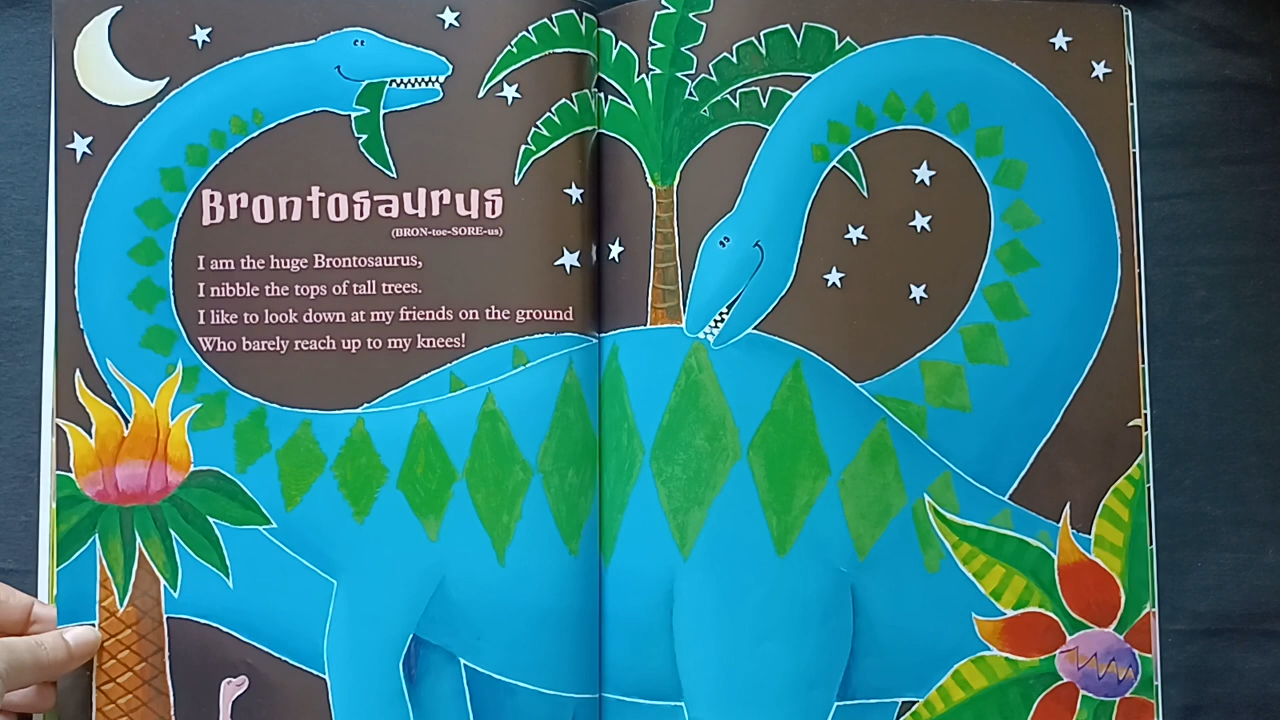 Brontosaurus
(BRON-toe-SORE-us)
I am the huge Brontosaurus,
I nibble the tops of tall trees.
I like to look down at my friends on the ground
Who barely reach up to my knees!